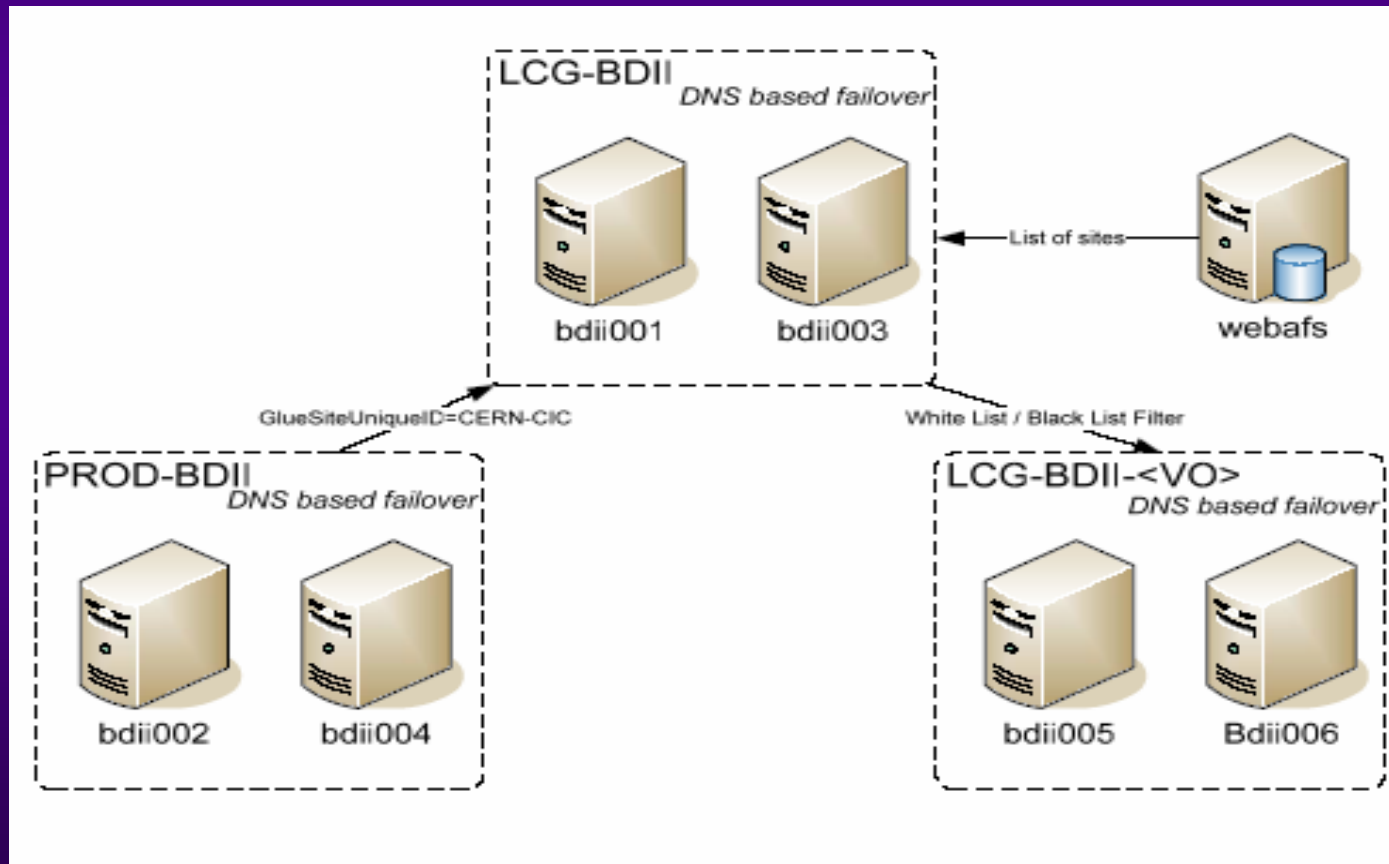 LCG-BDII
DNS based failover
bdii001
bdii003
List of sites
webafs
GlueSiteUniqueID=CERN-CIC
White List / Black List Filter
PROD-BDII
DNS based failover
bdii002
bdii004
LCG-BDII-<VO>
DNS based failover
bdii005
Bdii006